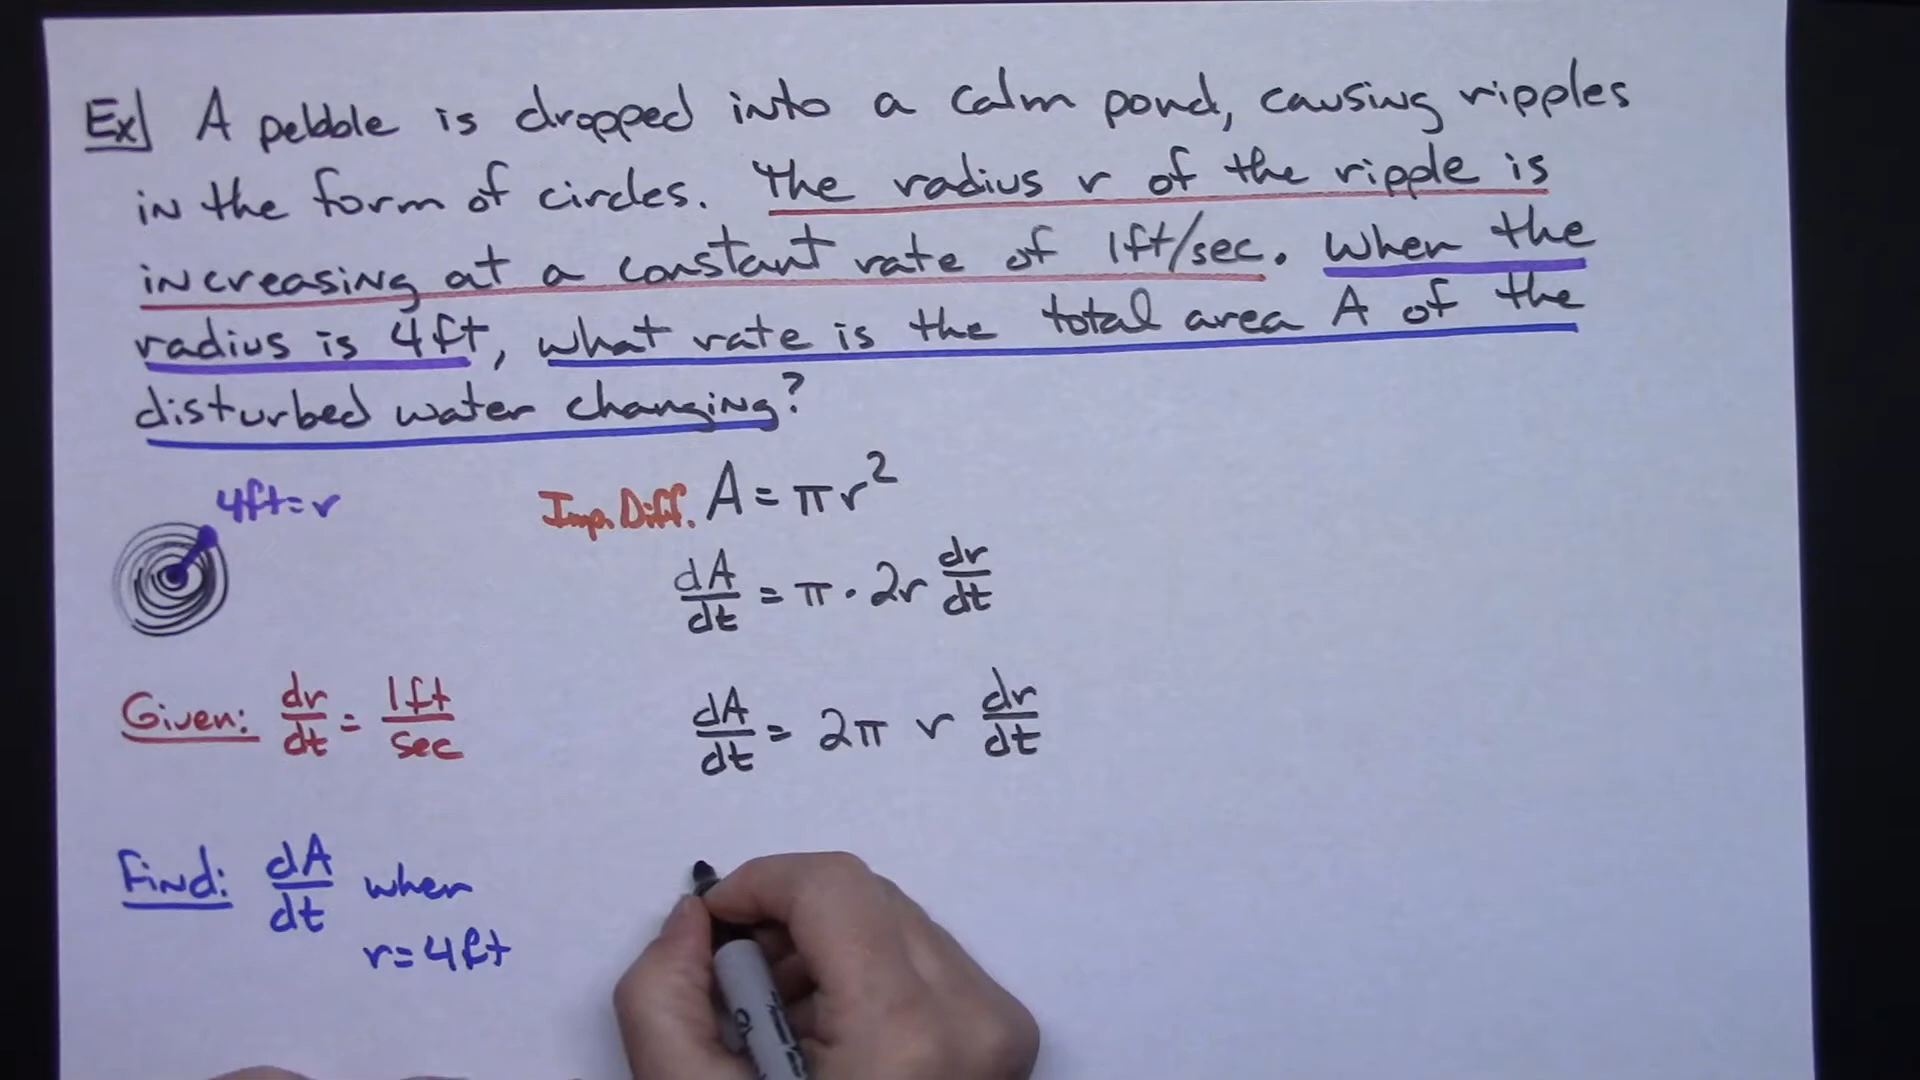 Ex] A pebble is dropped into a calm pond, causing ripples
in the form of circles. The radius r of the ripple is
increasing at a constant rate of 1ft/sec. When the
radius is 4ft, what rate is the total area A of the
disturbed water changing?
4ft=r
Imp. Diff. A = πr²
dA/dt = π · 2r dr/dt
Given: dr/dt = 1ft/sec
dA/dt = 2π r dr/dt
Find: dA/dt when
r=4ft